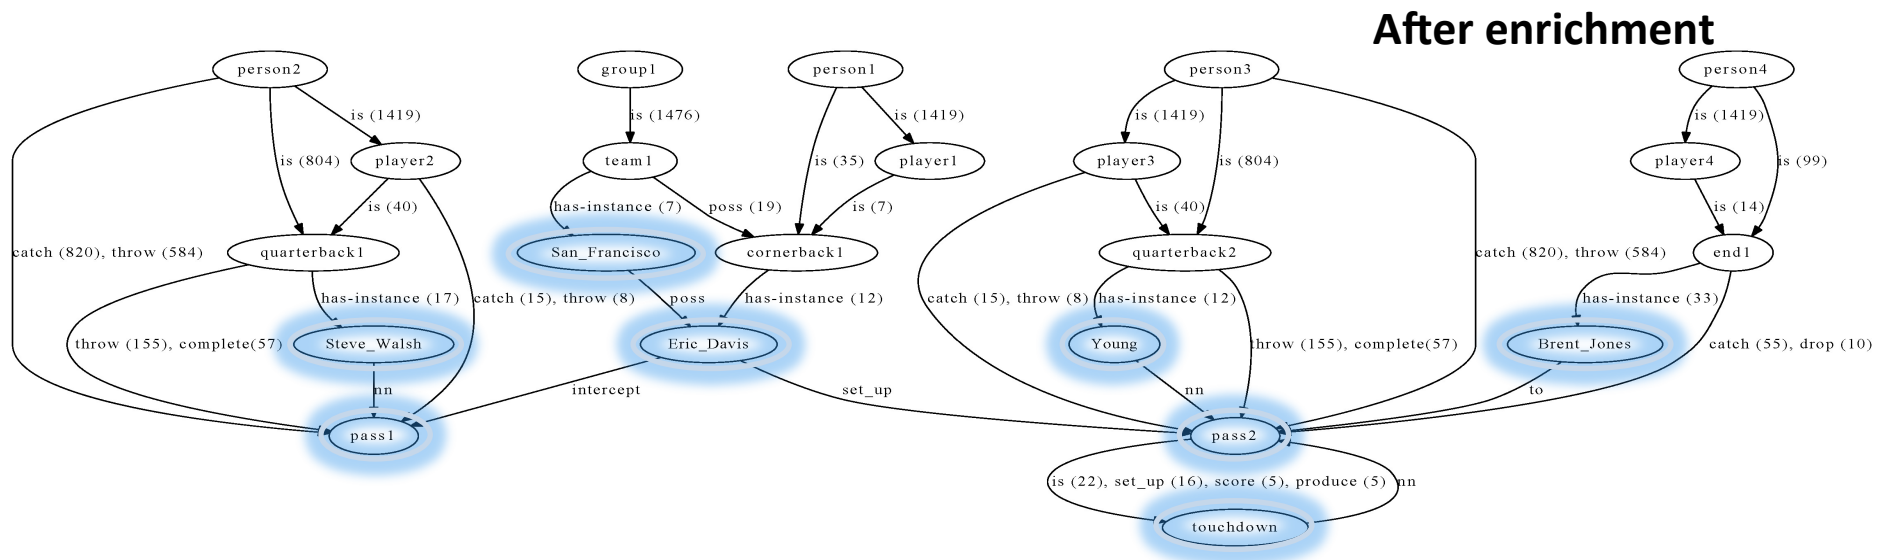 After enrichment
person2
group1
person1
person3
person4
is (1419)
is (1476)
is (1419)
is (1419)
is (1419)
is (804)
player2
team1
is (35)
player1
player3
is (804)
player4
is (99)
is (40)
has-instance (7)
poss (19)
is (7)
is (40)
is (14)
catch (820), throw (584)
quarterback1
San_Francisco
cornerback1
quarterback2
catch (820), throw (584)
end1
has-instance (17)
catch (15), throw (8)
poss
has-instance (12)
catch (15), throw (8)
has-instance (12)
has-instance (33)
throw (155), complete(57)
Steve_Walsh
Eric_Davis
Young
throw (155), complete(57)
Brent_Jones
catch (55), drop (10)
nn
intercept
set_up
nn
to
pass1
pass2
is (22), set_up (16), score (5), produce (5)
nn
touchdown